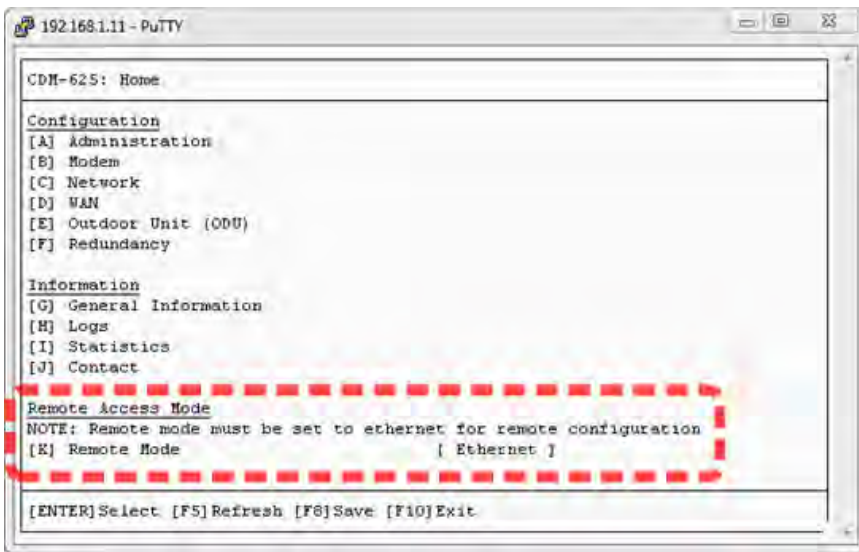 192.168.1.11 - PuTTY
CDM-625: Home
Configuration
[A] Administration
[B] Modem
[C] Network
[D] WAN
[E] Outdoor Unit (ODU)
[F] Redundancy
Information
[G] General Information
[H] Logs
[I] Statistics
[J] Contact
Remote Access Mode
NOTE: Remote mode must be set to ethernet for remote configuration
[K] Remote Mode [ Ethernet ]
[ENTER]Select [F5]Refresh [F8]Save [F10]Exit